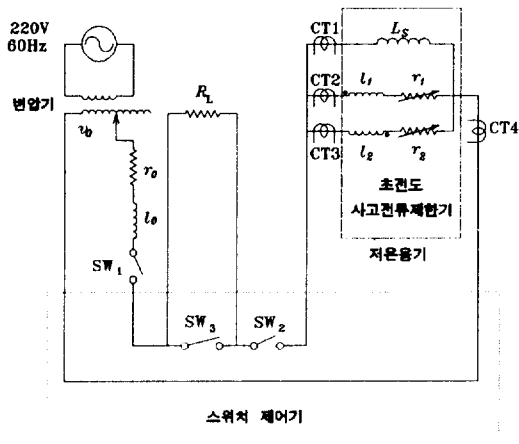 220V
60Hz
변압기
v₀
r₀
l₀
SW₁
R_L
SW₃
SW₂
CT1
L_S
CT2
l₁
r₁
CT3
l₂
r₂
CT4
초전도
사고전류제한기
저온용기
스위치 제어기